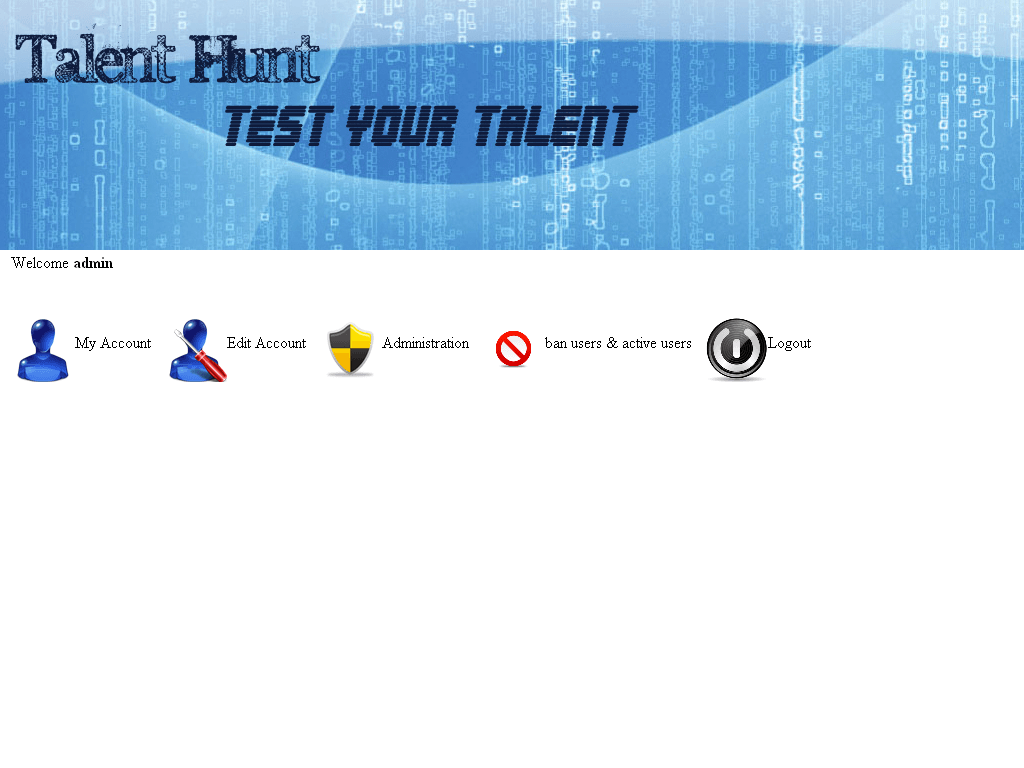 Talent Hunt
TEST YOUR TALENT
Welcome admin
My Account Edit Account Administration ban users & active users Logout